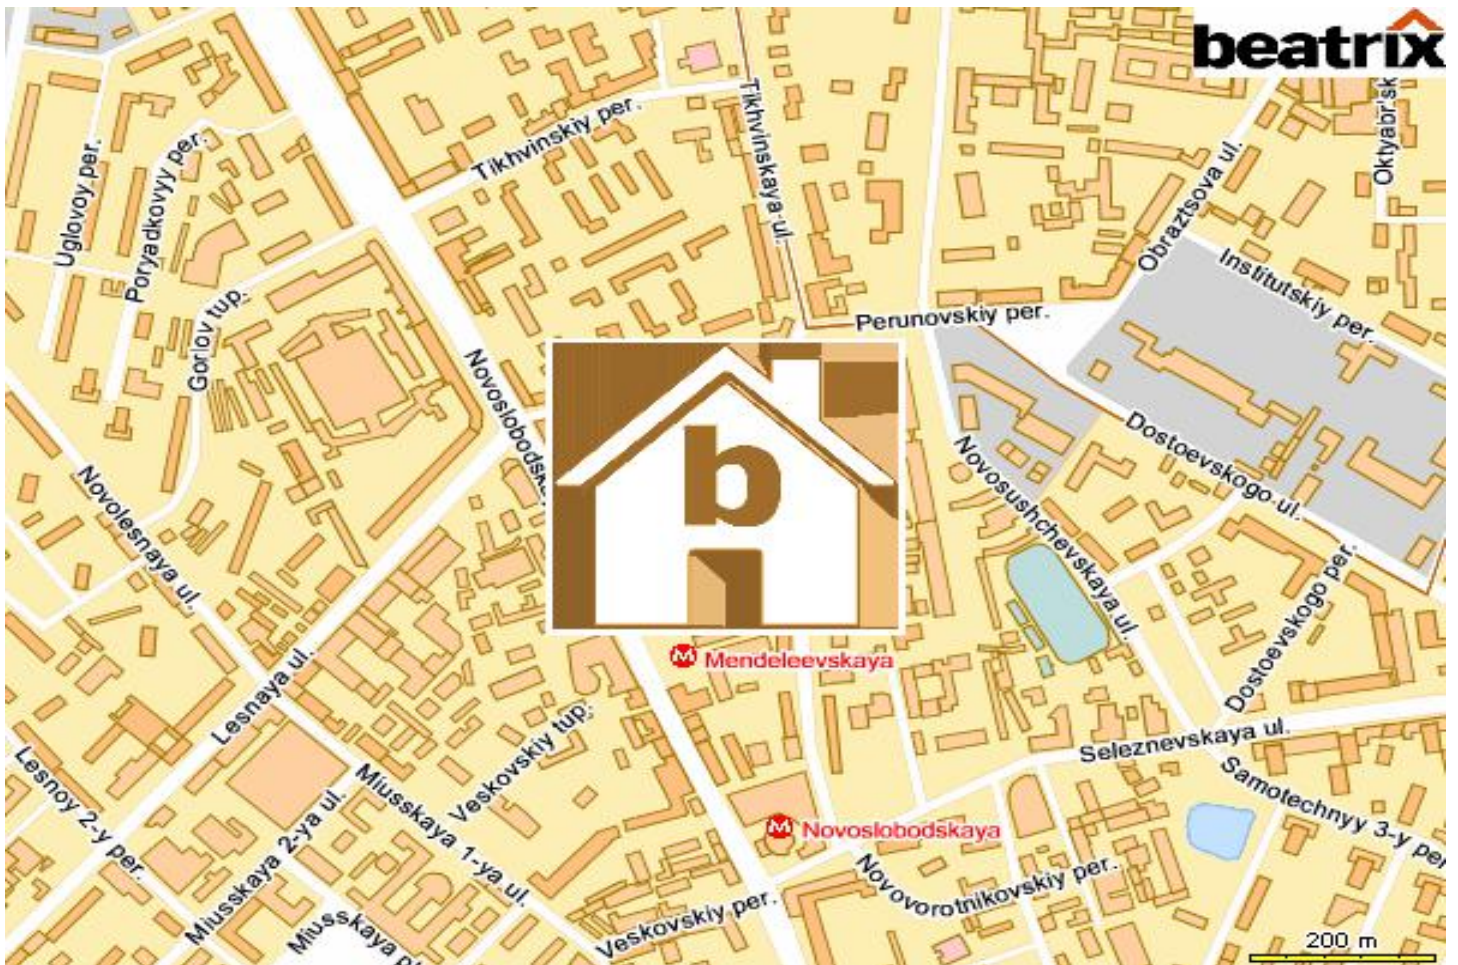 beatrix
Tikhvinskiy per.
Tikhvinskaya ul.
Oktyabr'sk
Uglovoy per.
Poryadkovyy per.
Obraztsova ul.
Institutskiy per.
Gorlov tup.
Perunovskiy per.
Novoslobodsk
b
Dostoevskogo ul.
Novolesnaya ul.
Novosushchevskaya ul.
Dostoevskogo per.
Mendeleevskaya
Lesnaya ul.
Veskovskiy tup.
Seleznevskaya ul.
Lesnoy 2-y per.
Miusskaya 2-ya ul.
Miusskaya 1-ya ul.
Samotechnyy 3-y per
Novoslobodskaya
Novovorotnikovskiy per.
Veskovskiy per.
Miusskaya pl
200 m